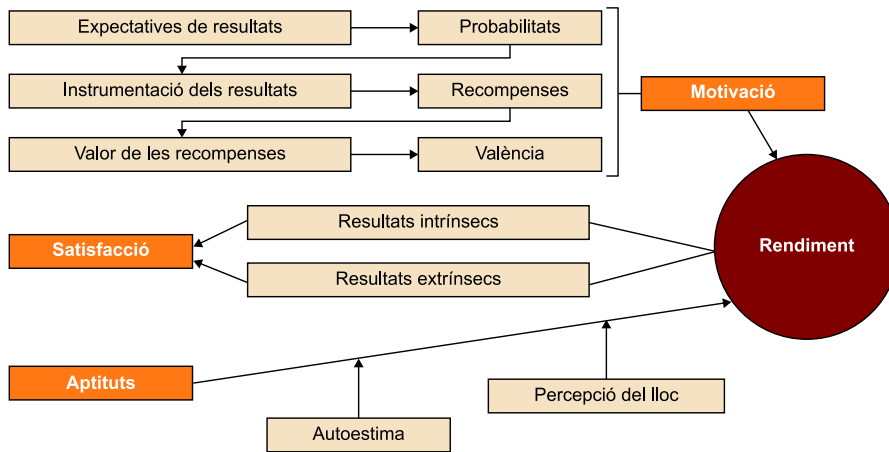 Expectatives de resultats
Probabilitats
Instrumentació dels resultats
Recompenses
Motivació
Valor de les recompenses
València
Resultats intrínsecs
Satisfacció
Rendiment
Resultats extrínsecs
Aptituts
Percepció del lloc
Autoestima